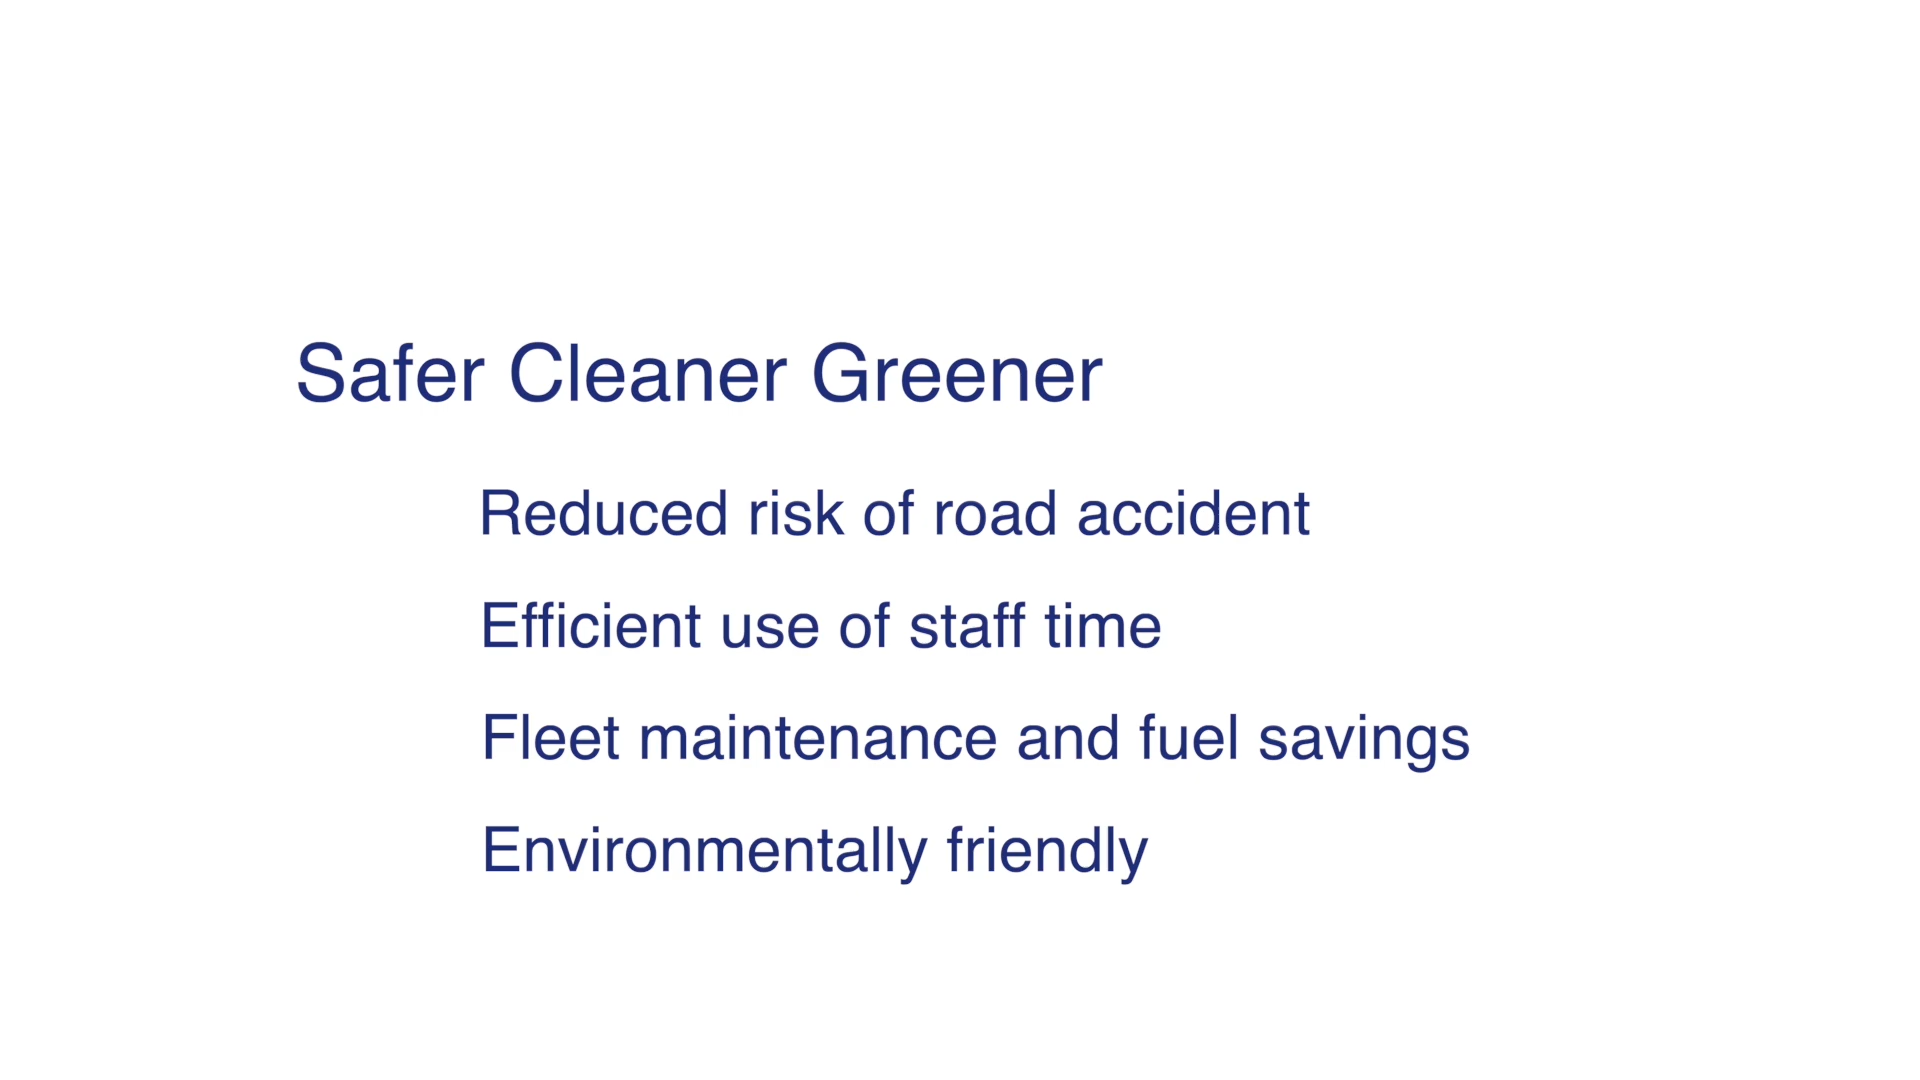 Safer Cleaner Greener
Reduced risk of road accident
Efficient use of staff time
Fleet maintenance and fuel savings
Environmentally friendly